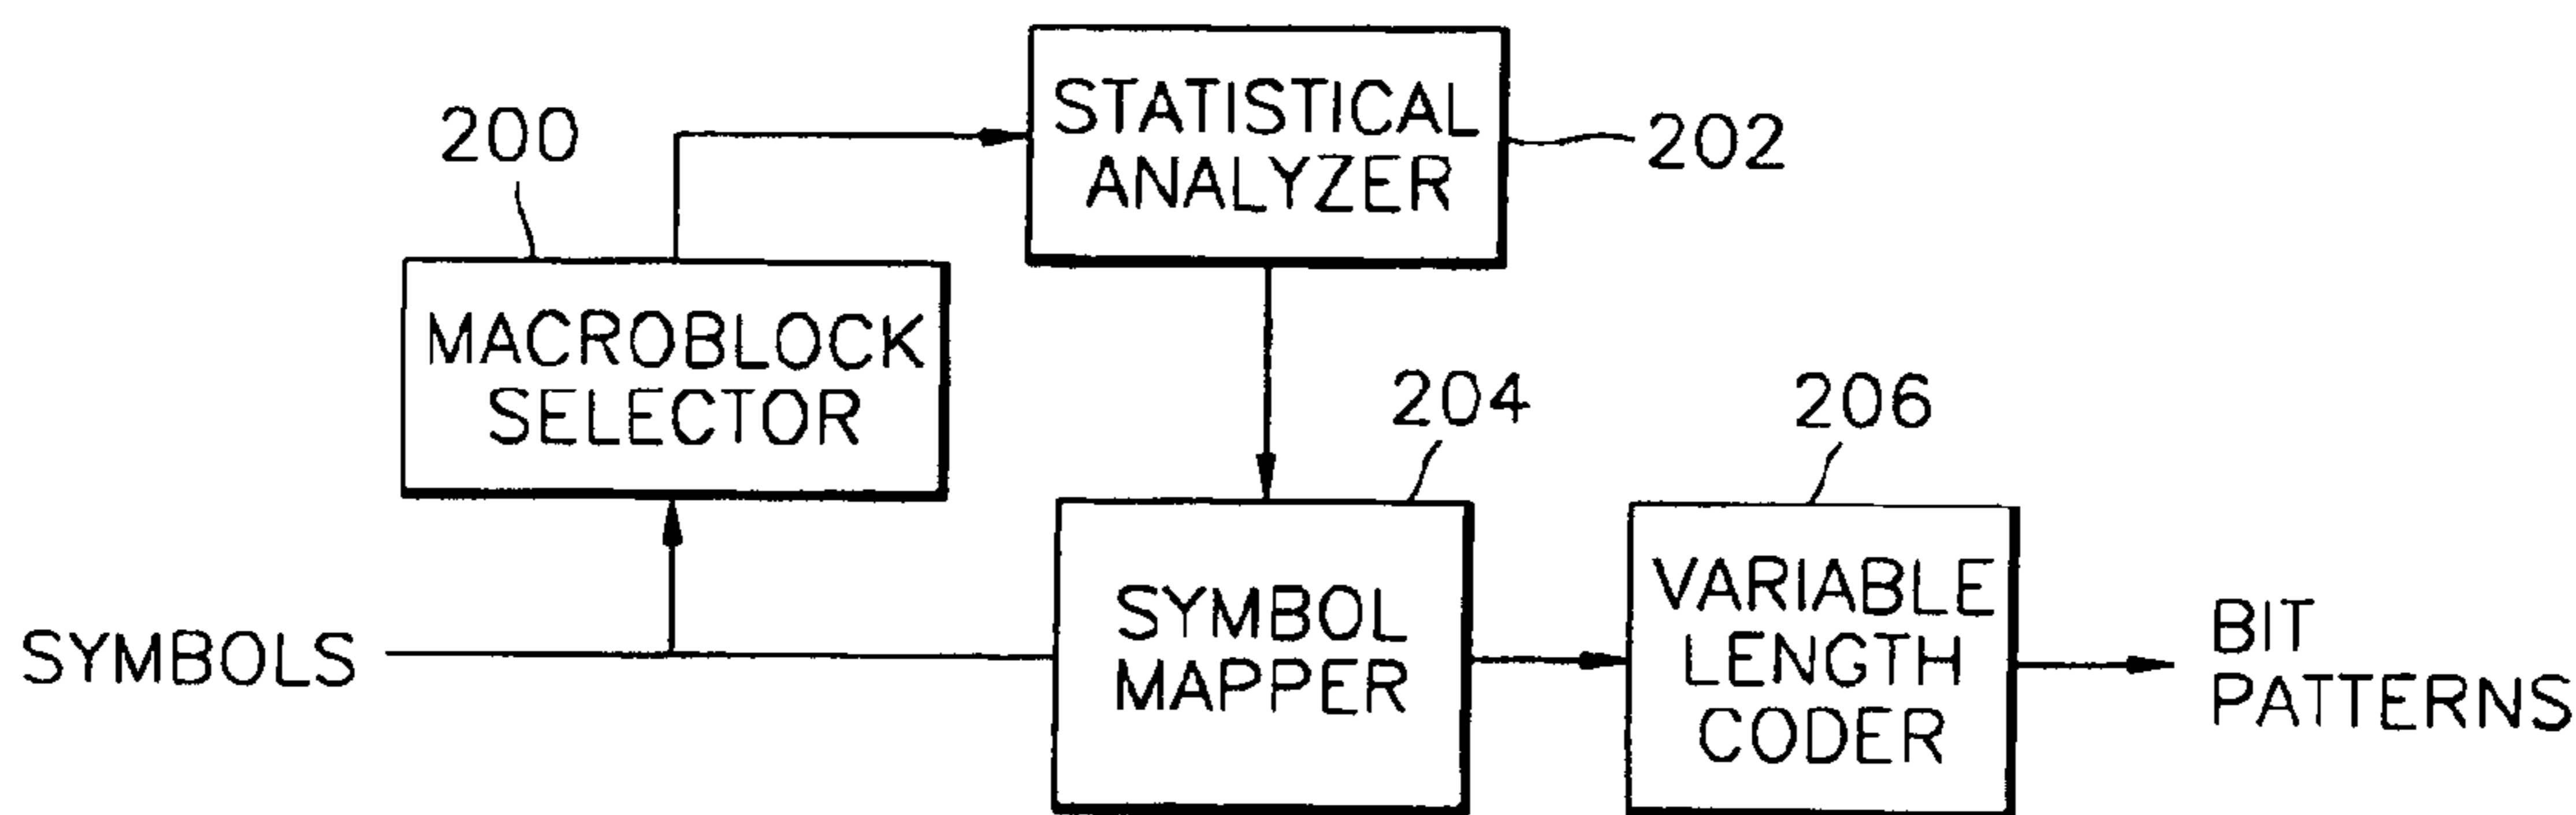 STATISTICAL
ANALYZER
202
200
MACROBLOCK
SELECTOR
204
206
SYMBOLS
SYMBOL
MAPPER
VARIABLE
LENGTH
CODER
BIT
PATTERNS